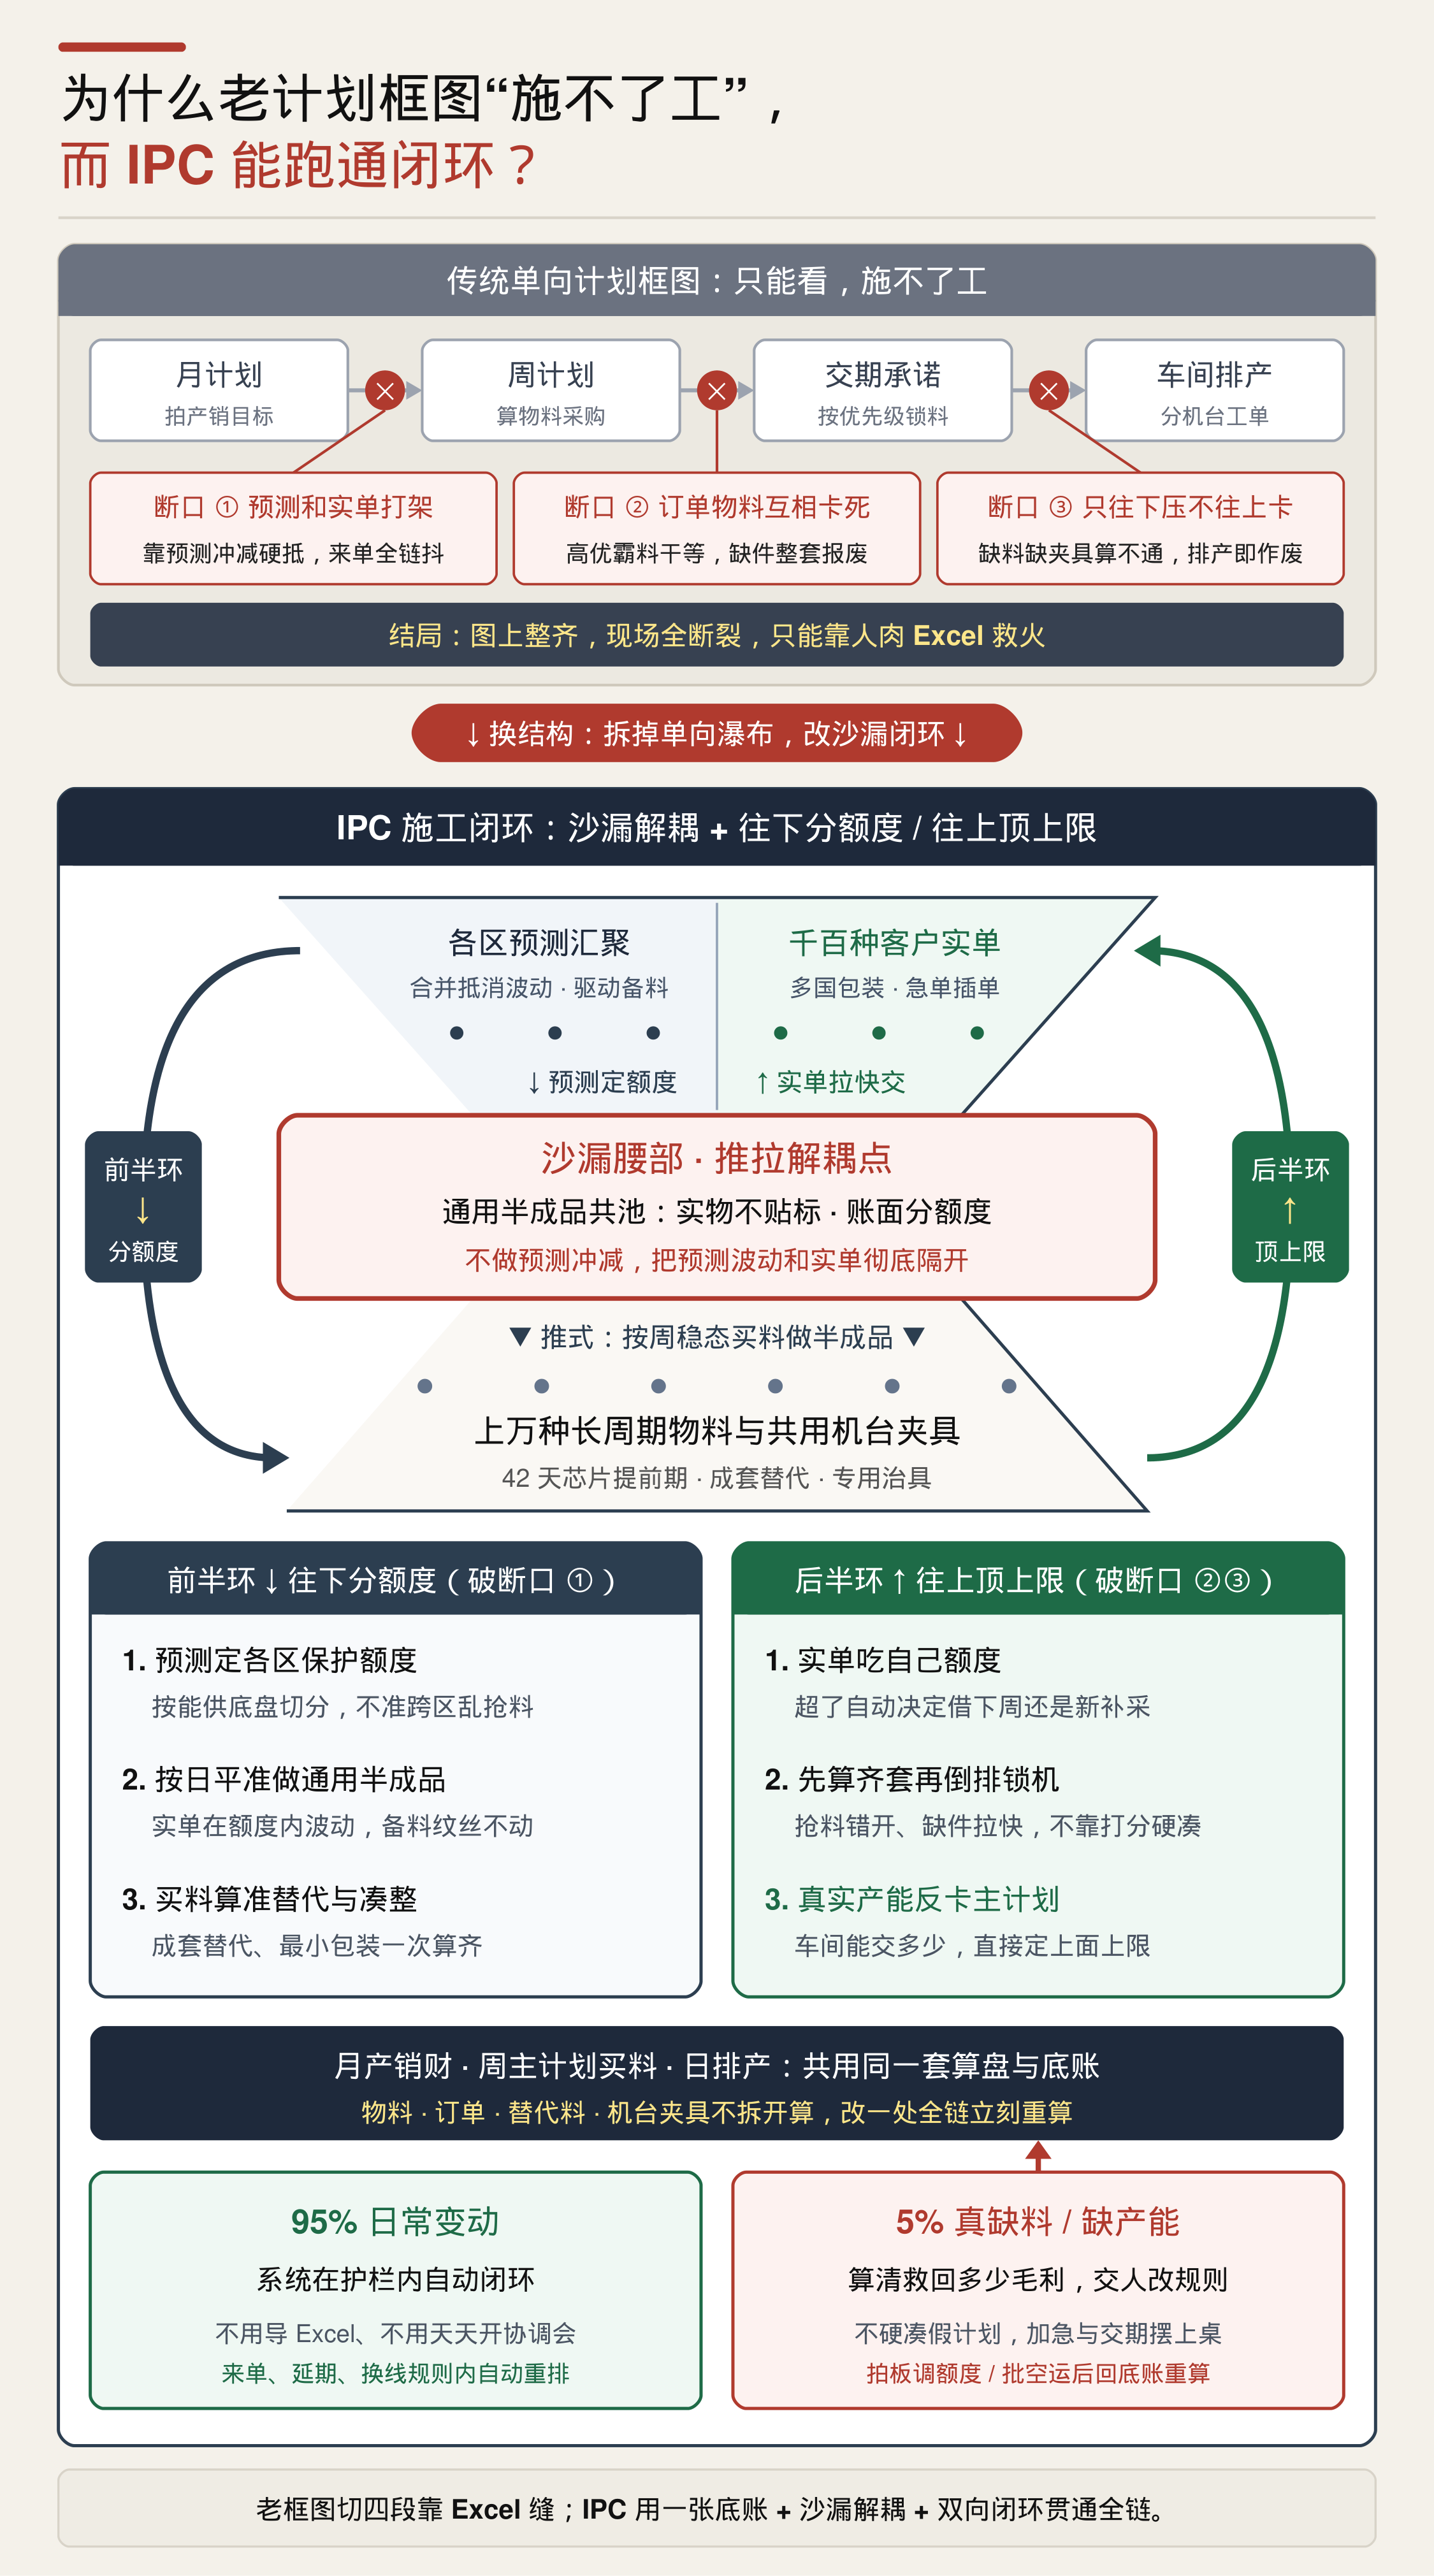 为什么老计划框图“施不了工”，
而 IPC 能跑通闭环？
传统单向计划框图：只能看，施不了工
月计划
拍产销目标
周计划
算物料采购
交期承诺
按优先级锁料
车间排产
分机台工单
断口 ① 预测和实单打架
靠预测冲减硬抵，来单全链抖
断口 ② 订单物料互相卡死
高优霸料干等，缺件整套报废
断口 ③ 只往下压不往上卡
缺料缺夹具算不通，排产即作废
结局：图上整齐，现场全断裂，只能靠人肉 Excel 救火
↓ 换结构：拆掉单向瀑布，改沙漏闭环 ↓
IPC 施工闭环：沙漏解耦 + 往下分额度 / 往上顶上限
各区预测汇聚
合并抵消波动 · 驱动备料
↓ 预测定额度
千百种客户实单
多国包装 · 急单插单
↑ 实单拉快交
前半环
↓
分额度
沙漏腰部 · 推拉解耦点
通用半成品共池：实物不贴标 · 账面分额度
不做预测冲减，把预测波动和实单彻底隔开
后半环
↑
顶上限
▼ 推式：按周稳态买料做半成品 ▼
上万种长周期物料与共用机台夹具
42 天芯片提前期 · 成套替代 · 专用治具
前半环 ↓ 往下分额度（破断口 ①）
1. 预测定各区保护额度
按能供底盘切分，不准跨区乱抢料
2. 按日平准做通用半成品
实单在额度内波动，备料纹丝不动
3. 买料算准替代与凑整
成套替代、最小包装一次算齐
后半环 ↑ 往上顶上限（破断口 ②③）
1. 实单吃自己额度
超了自动决定借下周还是新补采
2. 先算齐套再倒排锁机
抢料错开、缺件拉快，不靠打分硬凑
3. 真实产能反卡主计划
车间能交多少，直接定上面上限
月产销财 · 周主计划买料 · 日排产：共用同一套算盘与底账
物料 · 订单 · 替代料 · 机台夹具不拆开算，改一处全链立刻重算
95% 日常变动
系统在护栏内自动闭环
不用导 Excel、不用天天开协调会
来单、延期、换线规则内自动重排
5% 真缺料 / 缺产能
算清救回多少毛利，交人改规则
不硬凑假计划，加急与交期摆上桌
拍板调额度 / 批空运后回底账重算
老框图切四段靠 Excel 缝；IPC 用一张底账 + 沙漏解耦 + 双向闭环贯通全链。